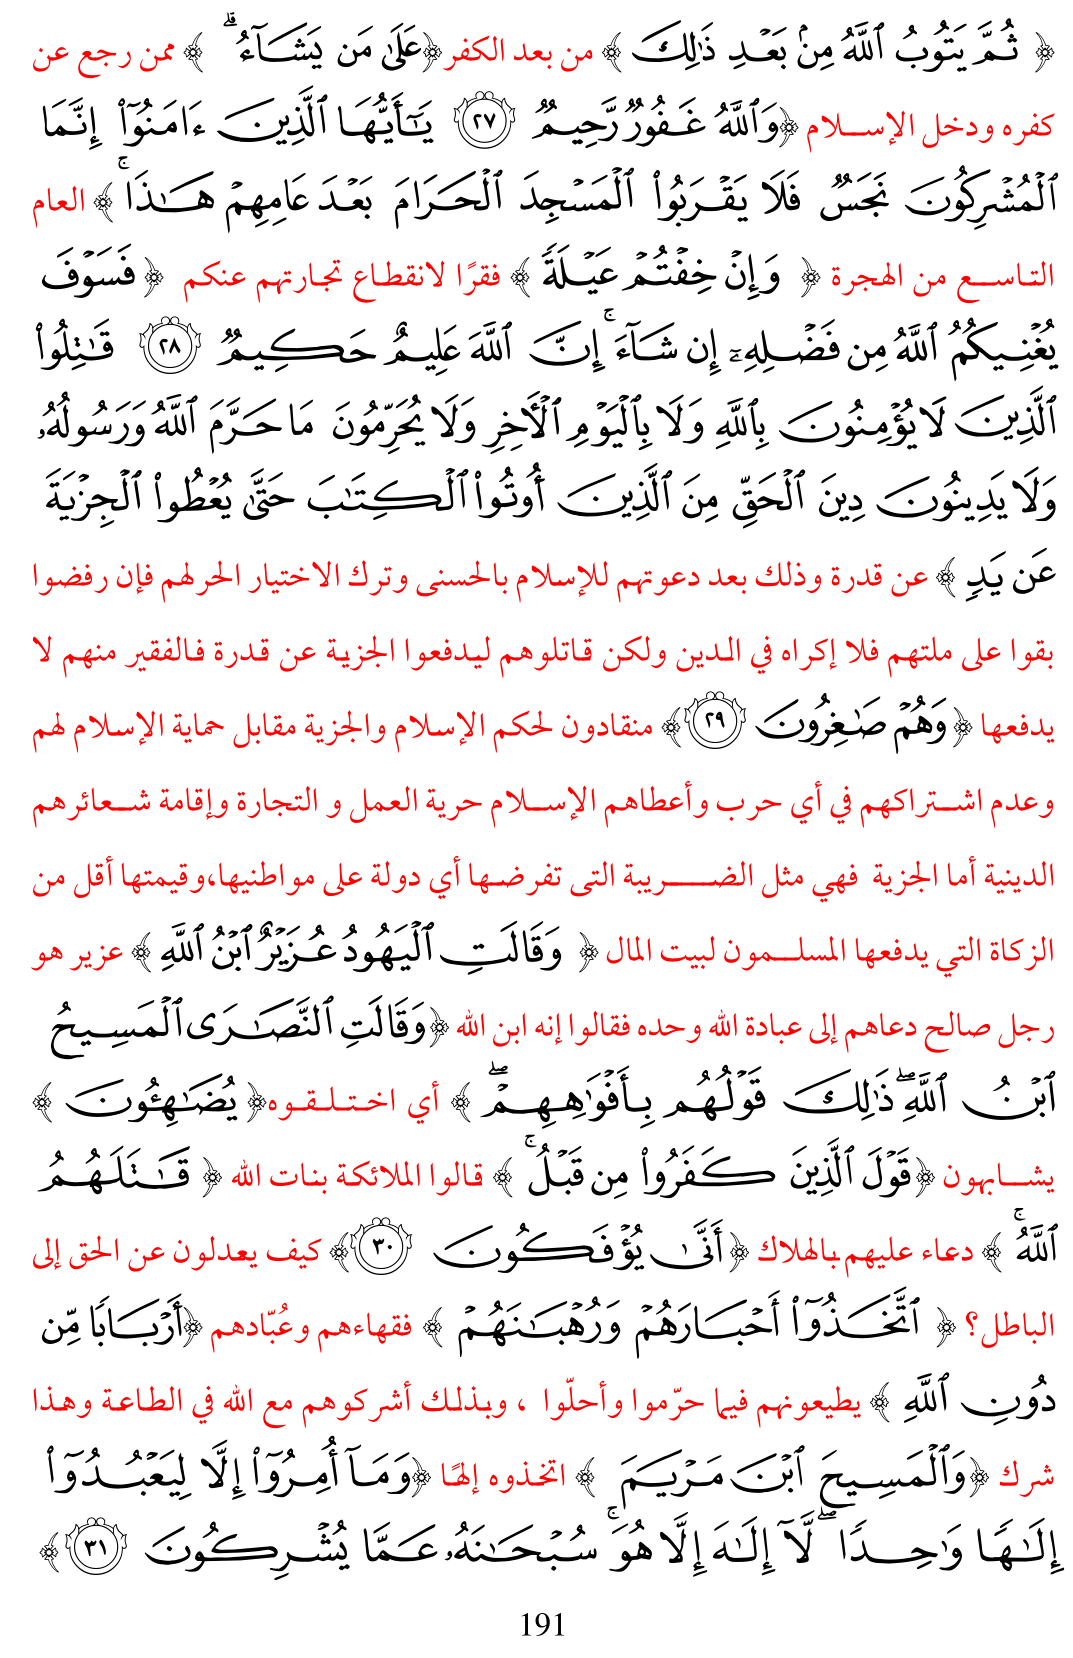 ﴿ ثُمَّ يَتُوبُ ٱللَّهُ مِنۢ بَعۡدِ ذَٰلِكَ ﴾ من بعد الكفر ﴿عَلَىٰ مَن يَشَآءُۗ ﴾ ممن رجع عن
كفره ودخل الإسلام ﴿وَٱللَّهُ غَفُورٞ رَّحِيمٞ ٢٧ يَٰٓأَيُّهَا ٱلَّذِينَ ءَامَنُوٓاْ إِنَّمَا
ٱلۡمُشۡرِكُونَ نَجَسٞ فَلَا يَقۡرَبُواْ ٱلۡمَسۡجِدَ ٱلۡحَرَامَ بَعۡدَ عَامِهِمۡ هَٰذَاۚ ﴾ العام
التاسع من الهجرة ﴿ وَإِنۡ خِفۡتُمۡ عَيۡلَةٗ ﴾ فقرًا لانقطاع تجارتهم عنكم ﴿ فَسَوۡفَ
يُغۡنِيكُمُ ٱللَّهُ مِن فَضۡلِهِۦٓ إِن شَآءَۚ إِنَّ ٱللَّهَ عَلِيمٌ حَكِيمٞ ٢٨ قَٰتِلُواْ
ٱلَّذِينَ لَا يُؤۡمِنُونَ بِٱللَّهِ وَلَا بِٱلۡيَوۡمِ ٱلۡأٓخِرِ وَلَا يُحَرِّمُونَ مَا حَرَّمَ ٱللَّهُ وَرَسُولُهُۥ
وَلَا يَدِينُونَ دِينَ ٱلۡحَقِّ مِنَ ٱلَّذِينَ أُوتُواْ ٱلۡكِتَٰبَ حَتَّىٰ يُعۡطُواْ ٱلۡجِزۡيَةَ
عَن يَدٖ ﴾ عن قدرة وذلك بعد دعوتهم للإسلام بالحسنى وترك الاختيار الحر لهم فإن رفضوا
بقوا على ملتهم فلا إكراه في الدين ولكن قاتلوهم ليدفعوا الجزية عن قدرة فالفقير منهم لا
يدفعها ﴿وَهُمۡ صَٰغِرُونَ ٢٩﴾ منقادون لحكم الإسلام والجزية مقابل حماية الإسلام لهم
وعدم اشتراكهم في أي حرب وأعطاهم الإسلام حرية العمل و التجارة وإقامة شعائرهم
الدينية أما الجزية فهي مثل الضريبة التى تفرضها أي دولة على مواطنيها،وقيمتها أقل من
الزكاة التي يدفعها المسلمون لبيت المال ﴿ وَقَالَتِ ٱلۡيَهُودُ عُزَيۡرٌ ٱبۡنُ ٱللَّهِ ﴾ عزير هو
رجل صالح دعاهم إلى عبادة الله وحده فقالوا إنه ابن الله ﴿وَقَالَتِ ٱلنَّصَٰرَى ٱلۡمَسِيحُ
ٱبۡنُ ٱللَّهِۖ ذَٰلِكَ قَوۡلُهُم بِأَفۡوَٰهِهِمۡۖ ﴾ أي اختلقوه﴿ يُضَٰهِـُٔونَ ﴾
يشابهون ﴿قَوۡلَ ٱلَّذِينَ كَفَرُواْ مِن قَبۡلُۚ ﴾ قالوا الملائكة بنات الله ﴿ قَٰتَلَهُمُ
ٱللَّهُۚ ﴾ دعاء عليهم بالهلاك ﴿أَنَّىٰ يُؤۡفَكُونَ ٣٠﴾ كيف يعدلون عن الحق إلى
الباطل؟ ﴿ ٱتَّخَذُوٓاْ أَحۡبَارَهُمۡ وَرُهۡبَٰنَهُمۡ ﴾ فقهاءهم وعُبّادهم ﴿أَرۡبَابٗا مِّن
دُونِ ٱللَّهِ ﴾ يطيعونهم فيما حرّموا وأحلّوا ، وبذلك أشركوهم مع الله في الطاعة وهذا
شرك ﴿وَٱلۡمَسِيحَ ٱبۡنَ مَرۡيَمَ ﴾ اتخذوه إلهًا ﴿وَمَآ أُمِرُوٓاْ إِلَّا لِيَعۡبُدُوٓاْ
إِلَٰهٗا وَٰحِدٗاۖ لَّآ إِلَٰهَ إِلَّا هُوَۚ سُبۡحَٰنَهُۥ عَمَّا يُشۡرِكُونَ ٣١ ﴾
191